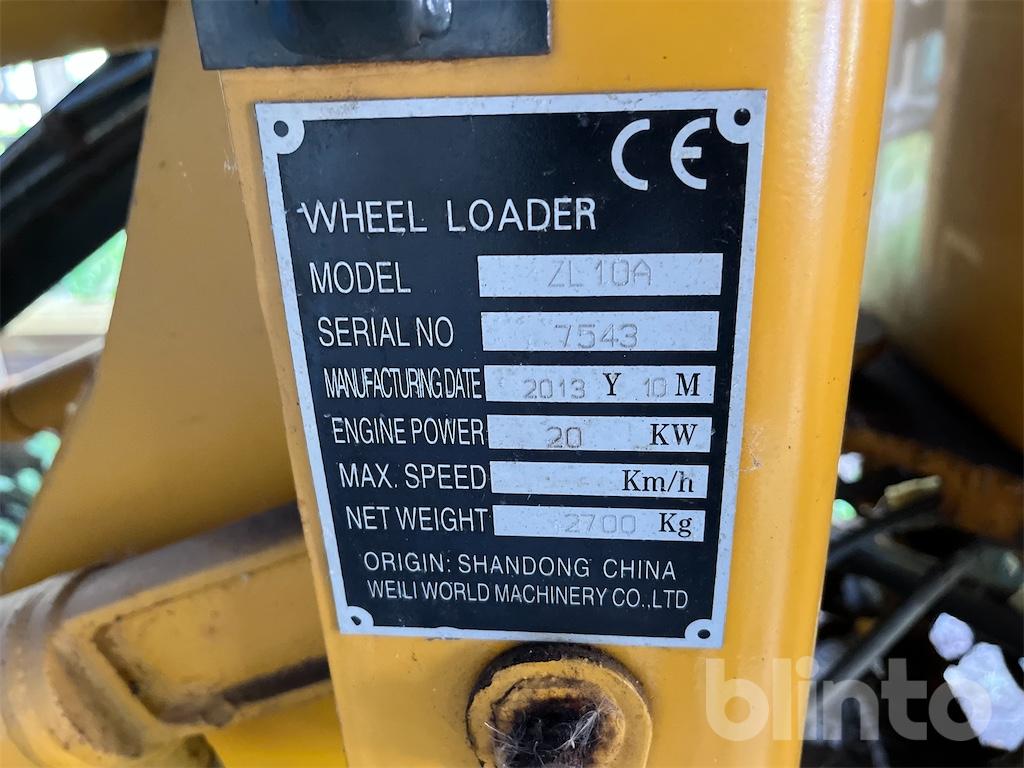 CE
WHEEL LOADER
MODEL ZL10A
SERIAL NO 7543
MANUFACTURING DATE 2013 Y 10 M
ENGINE POWER 20 KW
MAX. SPEED Km/h
NET WEIGHT 2700 Kg
ORIGIN: SHANDONG CHINA
WEILI WORLD MACHINERY CO.,LTD
blinto